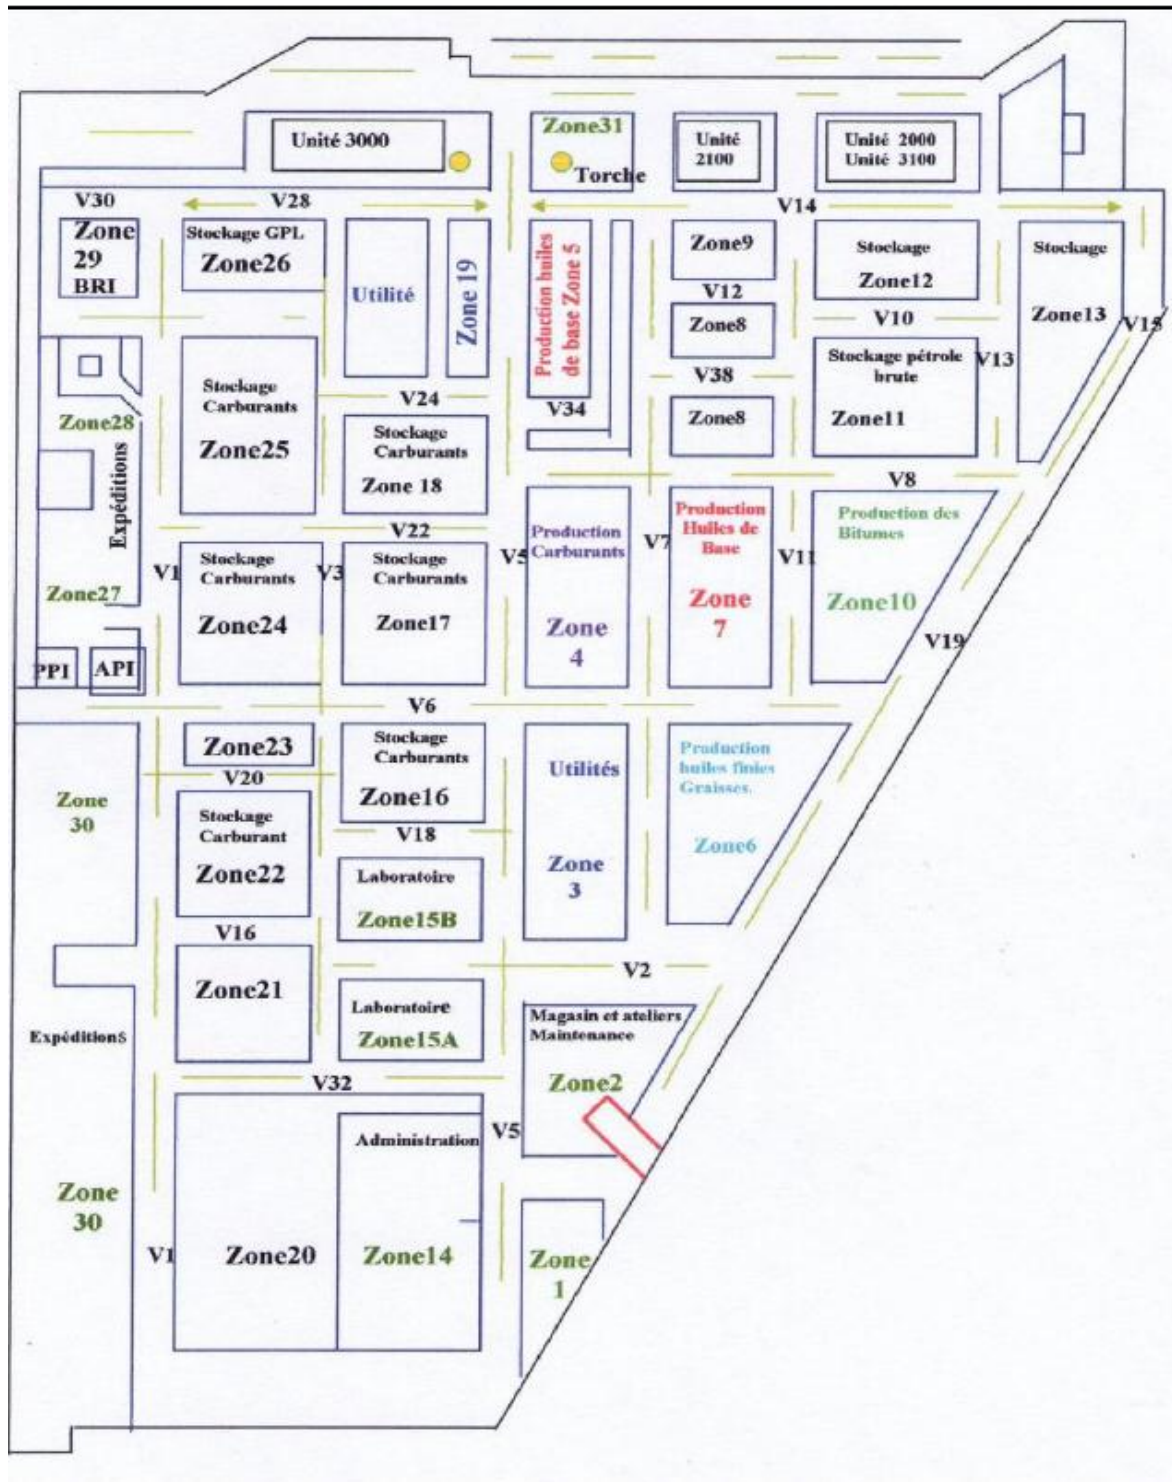 Unité 3000
Zone31
Torche
Unité
2100
Unité 2000
Unité 3100
V30
V28
V14
Zone
29
BRI
Stockage GPL
Zone26
Utilité
Zone 19
Production huiles
de base Zone 5
Zone9
V12
Zone8
V38
Zone8
Stockage
Zone12
V10
Stockage
Zone13
V15
V13
Stockage pétrole
brute
Zone11
Zone28
Expéditions
Zone27
Stockage
Carburants
Zone25
V24
V34
Stockage
Carburants
Zone 18
V8
V22
Production
Carburants
Zone
4
Production
Huiles de
Base
Zone
7
Production des
Bitumes
Zone10
V1
Stockage
Carburants
Zone24
V3
Stockage
Carburants
Zone17
V5
V7
V11
V19
PPI
API
V6
Zone23
V20
Stockage
Carburants
Zone16
V18
Utilités
Zone
3
Production
huiles finies
Graisses.
Zone6
Zone
30
Stockage
Carburant
Zone22
Laboratoire
Zone15B
V16
V2
Zone21
Laboratoire
Zone15A
Magasin et ateliers
Maintenance
Zone2
Expéditions
V32
V5
Administration
Zone
30
V1
Zone20
Zone14
Zone
1